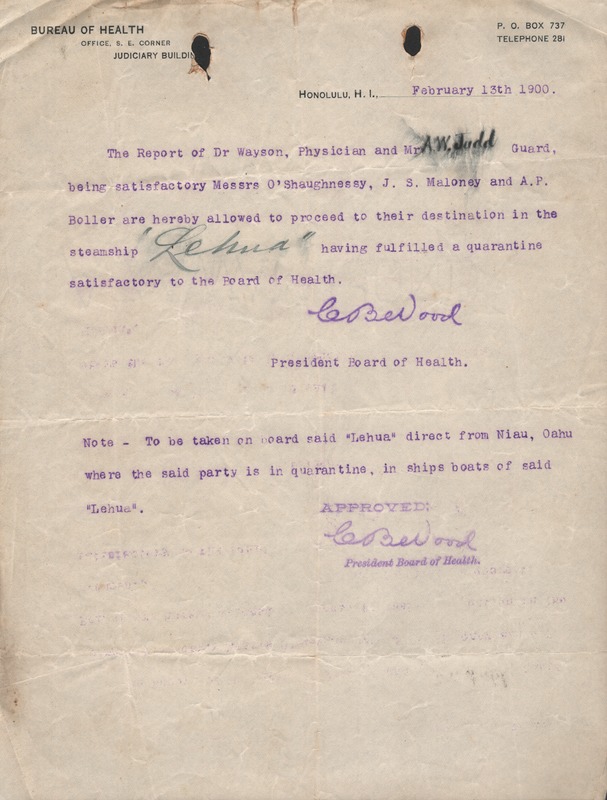 BUREAU OF HEALTH
OFFICE, S. E. CORNER
JUDICIARY BUILDING
P. O. BOX 737
TELEPHONE 281
HONOLULU, H. I., February 13th 1900.
The Report of Dr Wayson, Physician and Mr A.W. Judd Guard,
being satisfactory Messrs O'Shaughnessy, J. S. Maloney and A.P.
Boller are hereby allowed to proceed to their destination in the
steamship "Lehua" having fulfilled a quarantine
satisfactory to the Board of Health.
C B Wood
President Board of Health.
Note - To be taken on board said "Lehua" direct from Niau, Oahu
where the said party is in quarantine, in ships boats of said
"Lehua".
APPROVED:
C B Wood
President Board of Health.